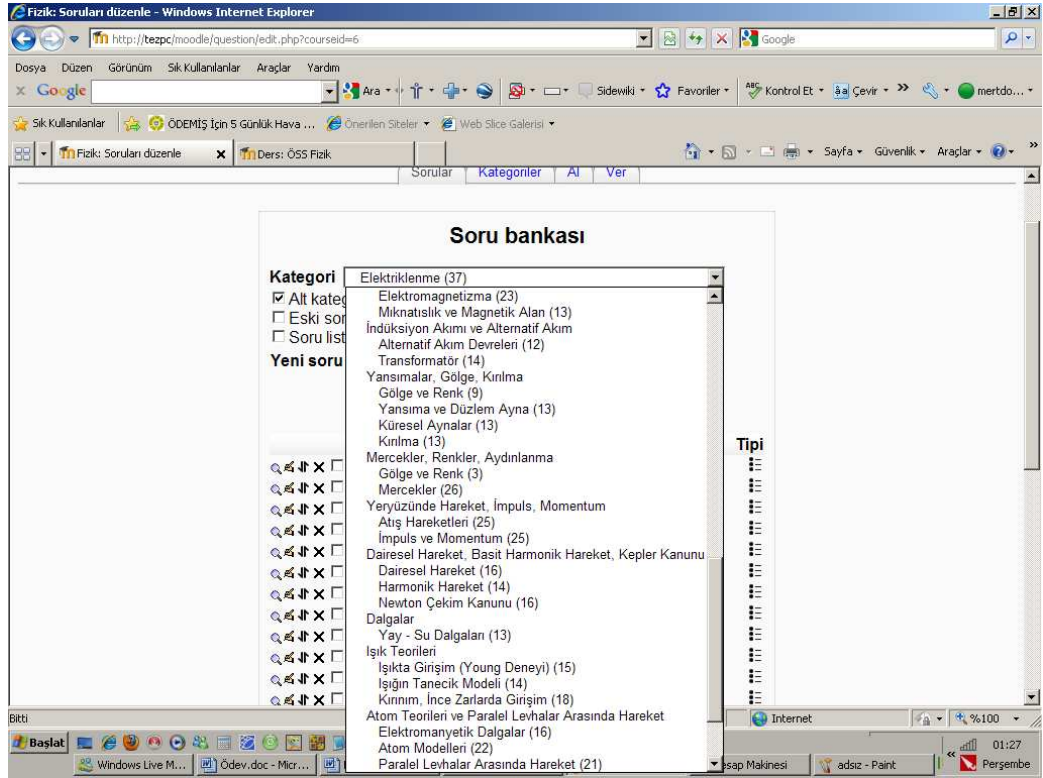 Fizik: Soruları düzenle - Windows Internet Explorer
http://tezpc/moodle/question/edit.php?courseid=6
Google
Dosya Düzen Görünüm Sık Kullanılanlar Araçlar Yardım
x Google Ara Sidewiki Favoriler Kontrol Et Çevir mertdo...
Sık Kullanılanlar ÖDEMİŞ İçin 5 Günlük Hava ... Önerilen Siteler Web Slice Galerisi
Fizik: Soruları düzenle Ders: ÖSS Fizik Sayfa Güvenlik Araçlar
Sorular Kategoriler Al Ver
Soru bankası
Kategori Elektriklenme (37)
Alt kateg
Eski sor
Soru list
Yeni soru
Elektromagnetizma (23)
Mıknatıslık ve Magnetik Alan (13)
İndüksiyon Akımı ve Alternatif Akım
Alternatif Akım Devreleri (12)
Transformatör (14)
Yansımalar, Gölge, Kırılma
Gölge ve Renk (9)
Yansıma ve Düzlem Ayna (13)
Küresel Aynalar (13)
Kırılma (13)
Mercekler, Renkler, Aydınlanma
Gölge ve Renk (3)
Mercekler (26)
Yeryüzünde Hareket, İmpuls, Momentum
Atış Hareketleri (25)
İmpuls ve Momentum (25)
Dairesel Hareket, Basit Harmonik Hareket, Kepler Kanunu
Dairesel Hareket (16)
Harmonik Hareket (14)
Newton Çekim Kanunu (16)
Dalgalar
Yay - Su Dalgaları (13)
Işık Teorileri
Işıkta Girişim (Young Deneyi) (15)
Işığın Tanecik Modeli (14)
Kırınım, İnce Zarlarda Girişim (18)
Atom Teorileri ve Paralel Levhalar Arasında Hareket
Elektromanyetik Dalgalar (16)
Atom Modelleri (22)
Paralel Levhalar Arasında Hareket (21)
Tipi
Bitti Internet %100
Başlat 01:27
Windows Live M... Ödev.doc - Micr... esap Makinesi adsız - Paint Perşembe